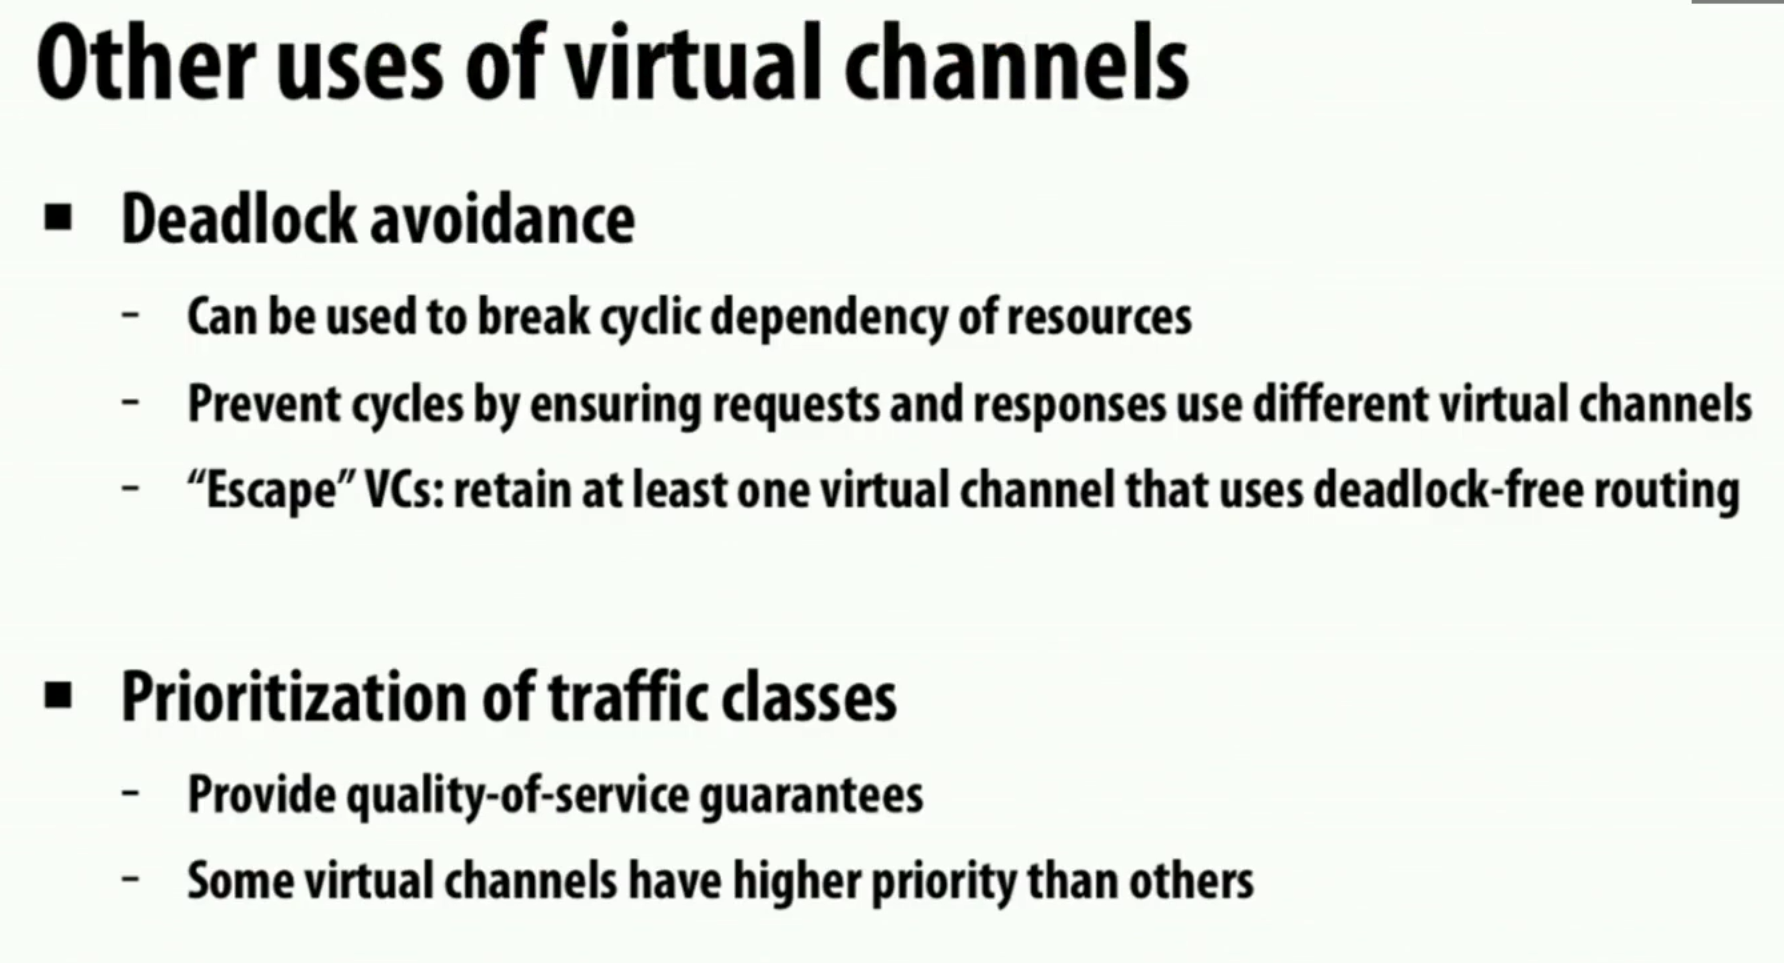 Other uses of virtual channels
■ Deadlock avoidance
- Can be used to break cyclic dependency of resources
- Prevent cycles by ensuring requests and responses use different virtual channels
- “Escape” VCs: retain at least one virtual channel that uses deadlock-free routing
■ Prioritization of traffic classes
- Provide quality-of-service guarantees
- Some virtual channels have higher priority than others